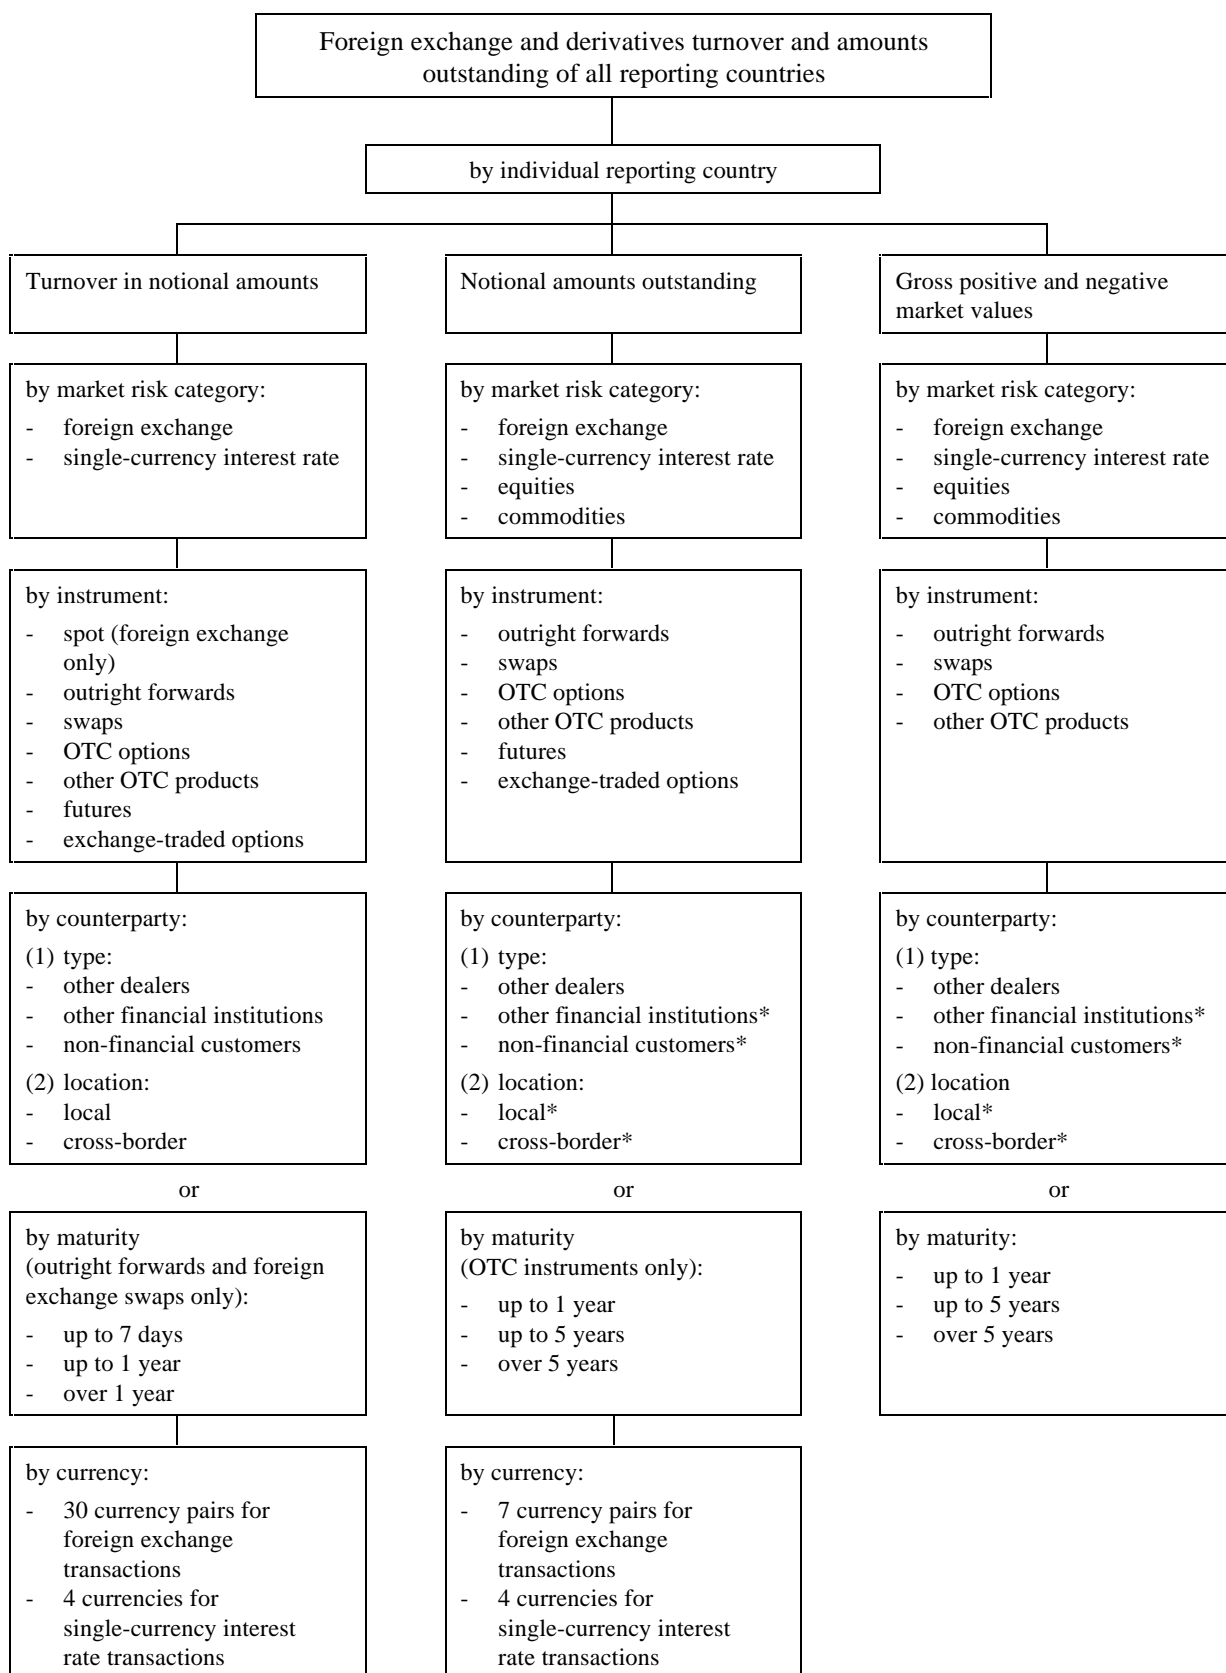 Foreign exchange and derivatives turnover and amounts
outstanding of all reporting countries
by individual reporting country
Turnover in notional amounts
by market risk category:
- foreign exchange
- single-currency interest rate
by instrument:
- spot (foreign exchange
only)
- outright forwards
- swaps
- OTC options
- other OTC products
- futures
- exchange-traded options
by counterparty:
(1) type:
- other dealers
- other financial institutions
- non-financial customers
(2) location:
- local
- cross-border
or
by maturity
(outright forwards and foreign
exchange swaps only):
- up to 7 days
- up to 1 year
- over 1 year
by currency:
- 30 currency pairs for
foreign exchange
transactions
- 4 currencies for
single-currency interest
rate transactions
Notional amounts outstanding
by market risk category:
- foreign exchange
- single-currency interest rate
- equities
- commodities
by instrument:
- outright forwards
- swaps
- OTC options
- other OTC products
- futures
- exchange-traded options
by counterparty:
(1) type:
- other dealers
- other financial institutions*
- non-financial customers*
(2) location:
- local*
- cross-border*
or
by maturity
(OTC instruments only):
- up to 1 year
- up to 5 years
- over 5 years
by currency:
- 7 currency pairs for
foreign exchange
transactions
- 4 currencies for
single-currency interest
rate transactions
Gross positive and negative
market values
by market risk category:
- foreign exchange
- single-currency interest rate
- equities
- commodities
by instrument:
- outright forwards
- swaps
- OTC options
- other OTC products
by counterparty:
(1) type:
- other dealers
- other financial institutions*
- non-financial customers*
(2) location
- local*
- cross-border*
or
by maturity:
- up to 1 year
- up to 5 years
- over 5 years